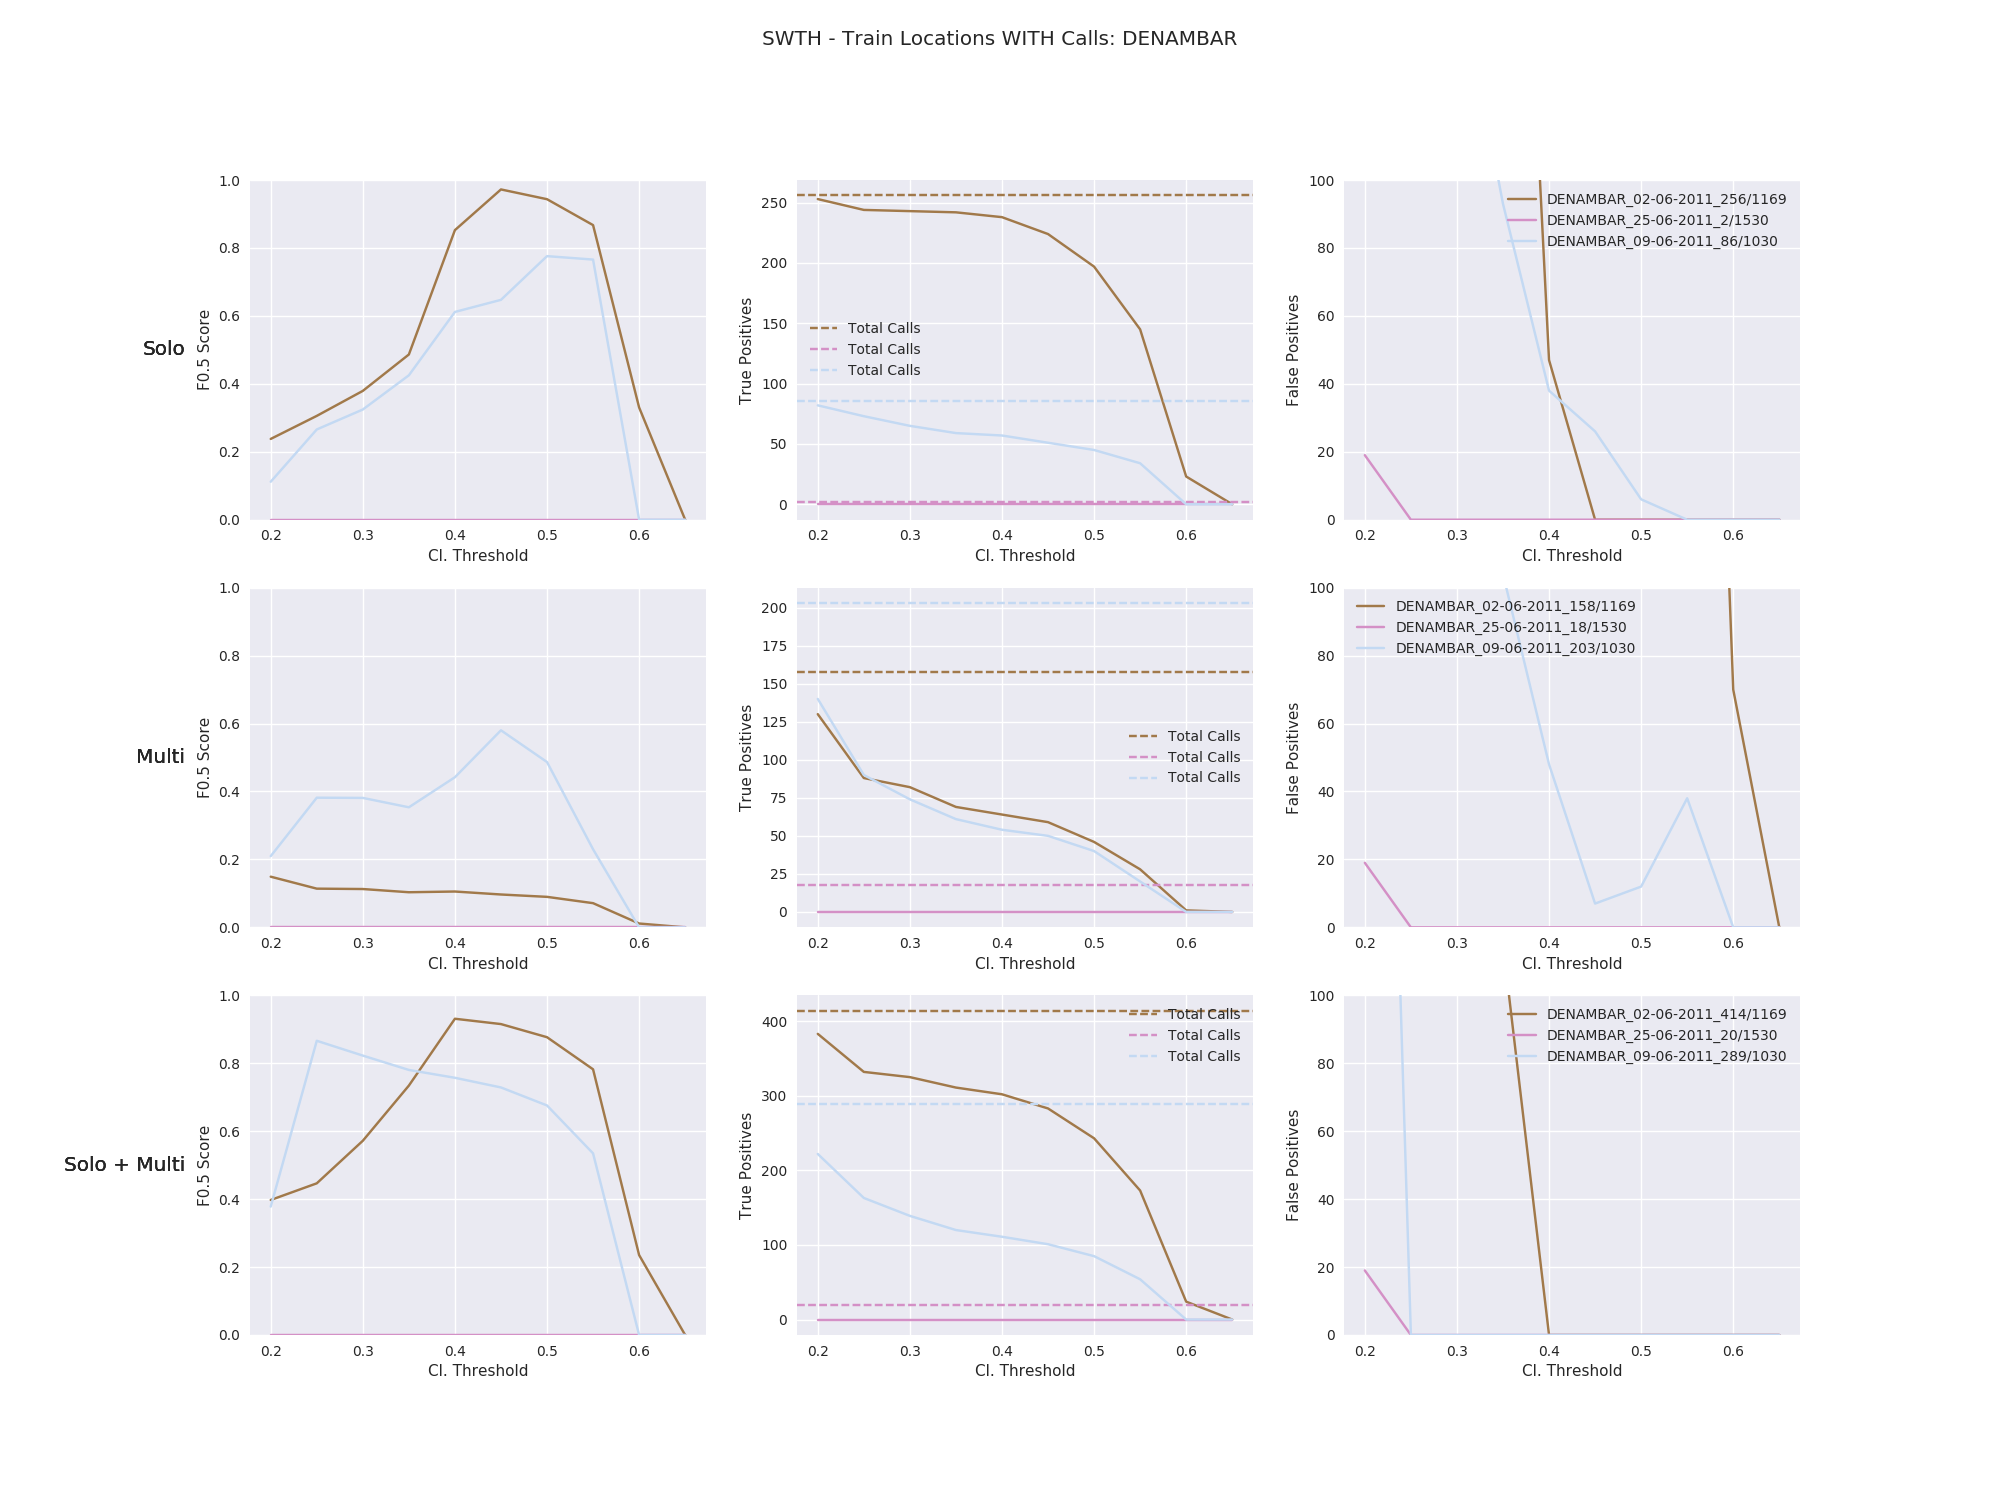 SWTH - Train Locations WITH Calls: DENAMBAR
Solo
F0.5 Score
1.0
0.8
0.6
0.4
0.2
0.0
0.2 0.3 0.4 0.5 0.6
Cl. Threshold
True Positives
250
200
150
100
50
0
Total Calls
Total Calls
Total Calls
0.2 0.3 0.4 0.5 0.6
Cl. Threshold
False Positives
100
80
60
40
20
0
DENAMBAR_02-06-2011_256/1169
DENAMBAR_25-06-2011_2/1530
DENAMBAR_09-06-2011_86/1030
0.2 0.3 0.4 0.5 0.6
Cl. Threshold
Multi
F0.5 Score
1.0
0.8
0.6
0.4
0.2
0.0
0.2 0.3 0.4 0.5 0.6
Cl. Threshold
True Positives
200
175
150
125
100
75
50
25
0
Total Calls
Total Calls
Total Calls
0.2 0.3 0.4 0.5 0.6
Cl. Threshold
False Positives
100
80
60
40
20
0
DENAMBAR_02-06-2011_158/1169
DENAMBAR_25-06-2011_18/1530
DENAMBAR_09-06-2011_203/1030
0.2 0.3 0.4 0.5 0.6
Cl. Threshold
Solo + Multi
F0.5 Score
1.0
0.8
0.6
0.4
0.2
0.0
0.2 0.3 0.4 0.5 0.6
Cl. Threshold
True Positives
400
300
200
100
0
Total Calls
Total Calls
Total Calls
0.2 0.3 0.4 0.5 0.6
Cl. Threshold
False Positives
100
80
60
40
20
0
DENAMBAR_02-06-2011_414/1169
DENAMBAR_25-06-2011_20/1530
DENAMBAR_09-06-2011_289/1030
0.2 0.3 0.4 0.5 0.6
Cl. Threshold